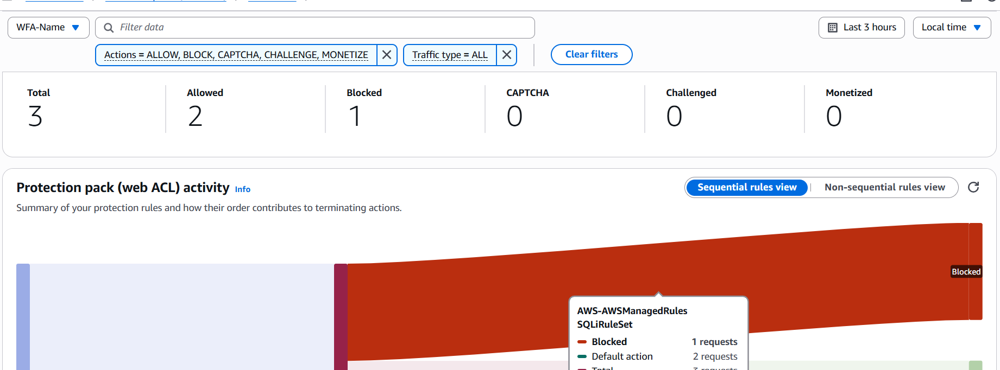 WFA-Name
Filter data
Last 3 hours
Local time
Actions = ALLOW, BLOCK, CAPTCHA, CHALLENGE, MONETIZE
Traffic type = ALL
Clear filters
Total
3
Allowed
2
Blocked
1
CAPTCHA
0
Challenged
0
Monetized
0
Protection pack (web ACL) activity Info
Sequential rules view
Non-sequential rules view
Summary of your protection rules and how their order contributes to terminating actions.
Blocked
AWS-AWSManagedRules
SQLiRuleSet
Blocked 1 requests
Default action 2 requests
Total 3 requests